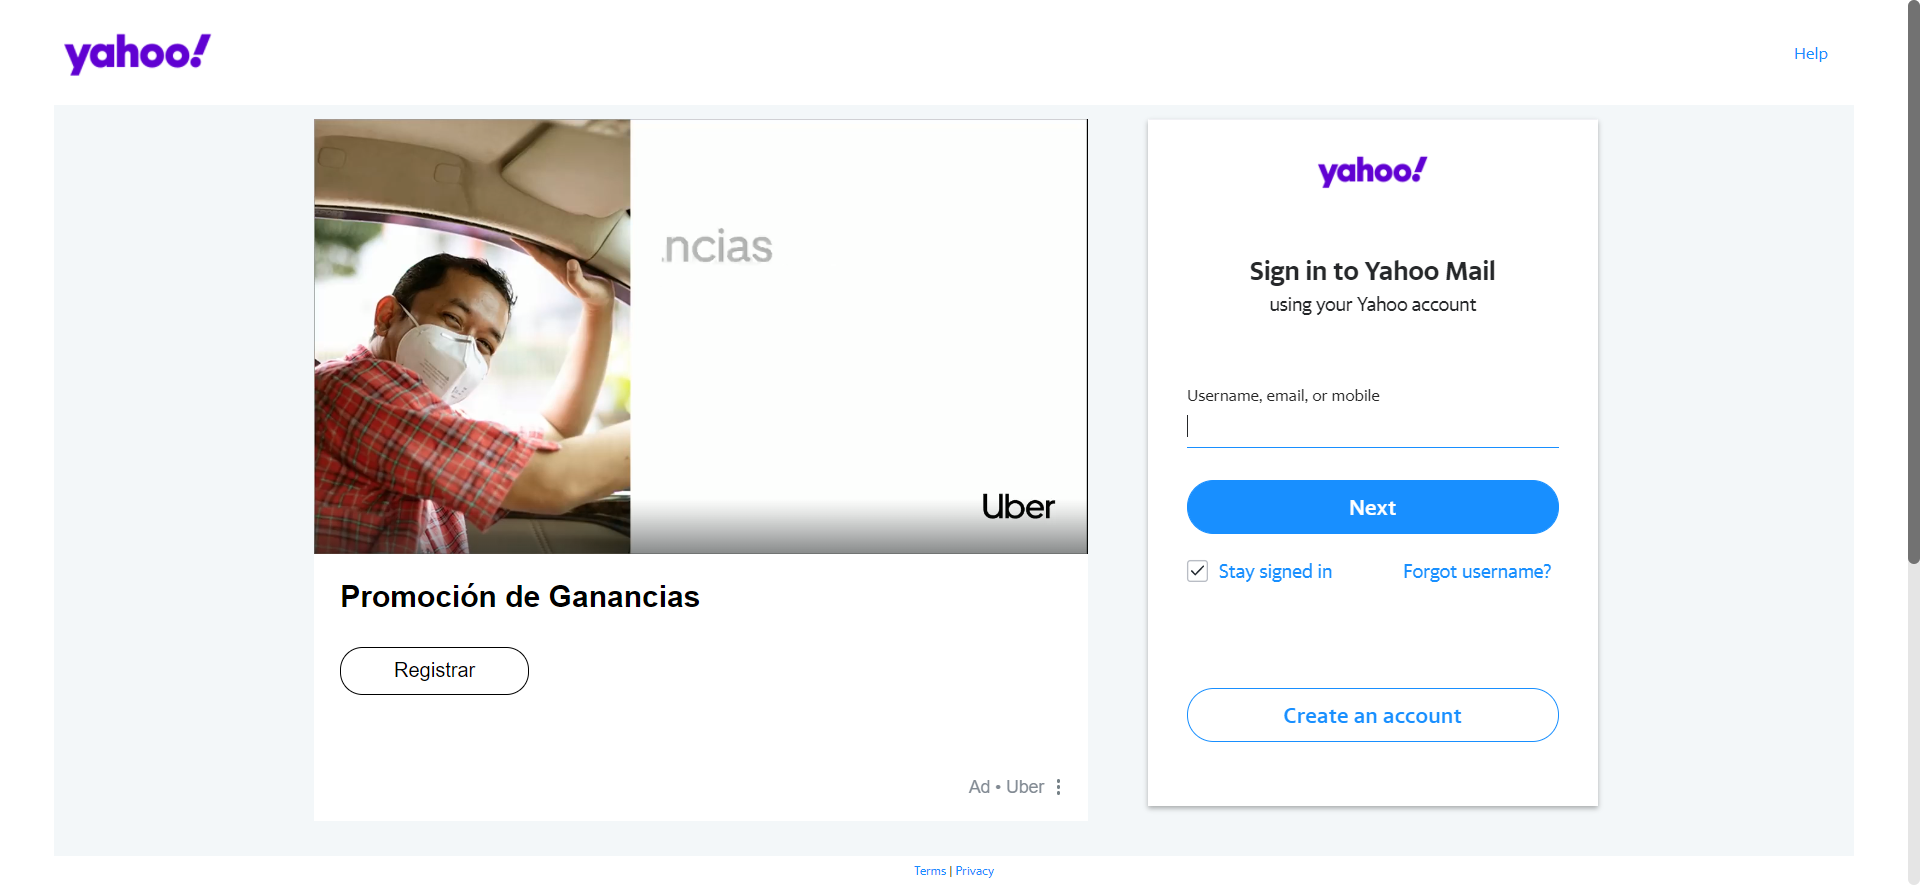 yahoo!
Help
ncias
Uber
Promoción de Ganancias
Registrar
Ad • Uber
yahoo!
Sign in to Yahoo Mail
using your Yahoo account
Username, email, or mobile
Next
Stay signed in
Forgot username?
Create an account
Terms | Privacy